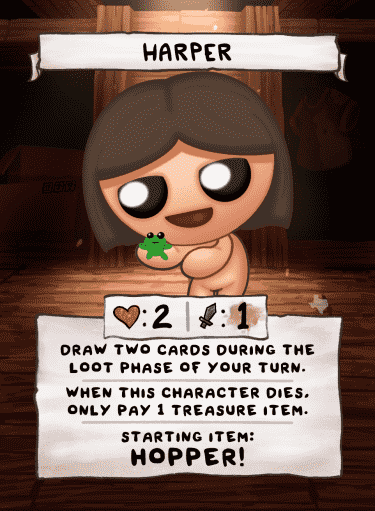 HARPER
:2 :1
DRAW TWO CARDS DURING THE
LOOT PHASE OF YOUR TURN.
WHEN THIS CHARACTER DIES,
ONLY PAY 1 TREASURE ITEM.
STARTING ITEM:
HOPPER!